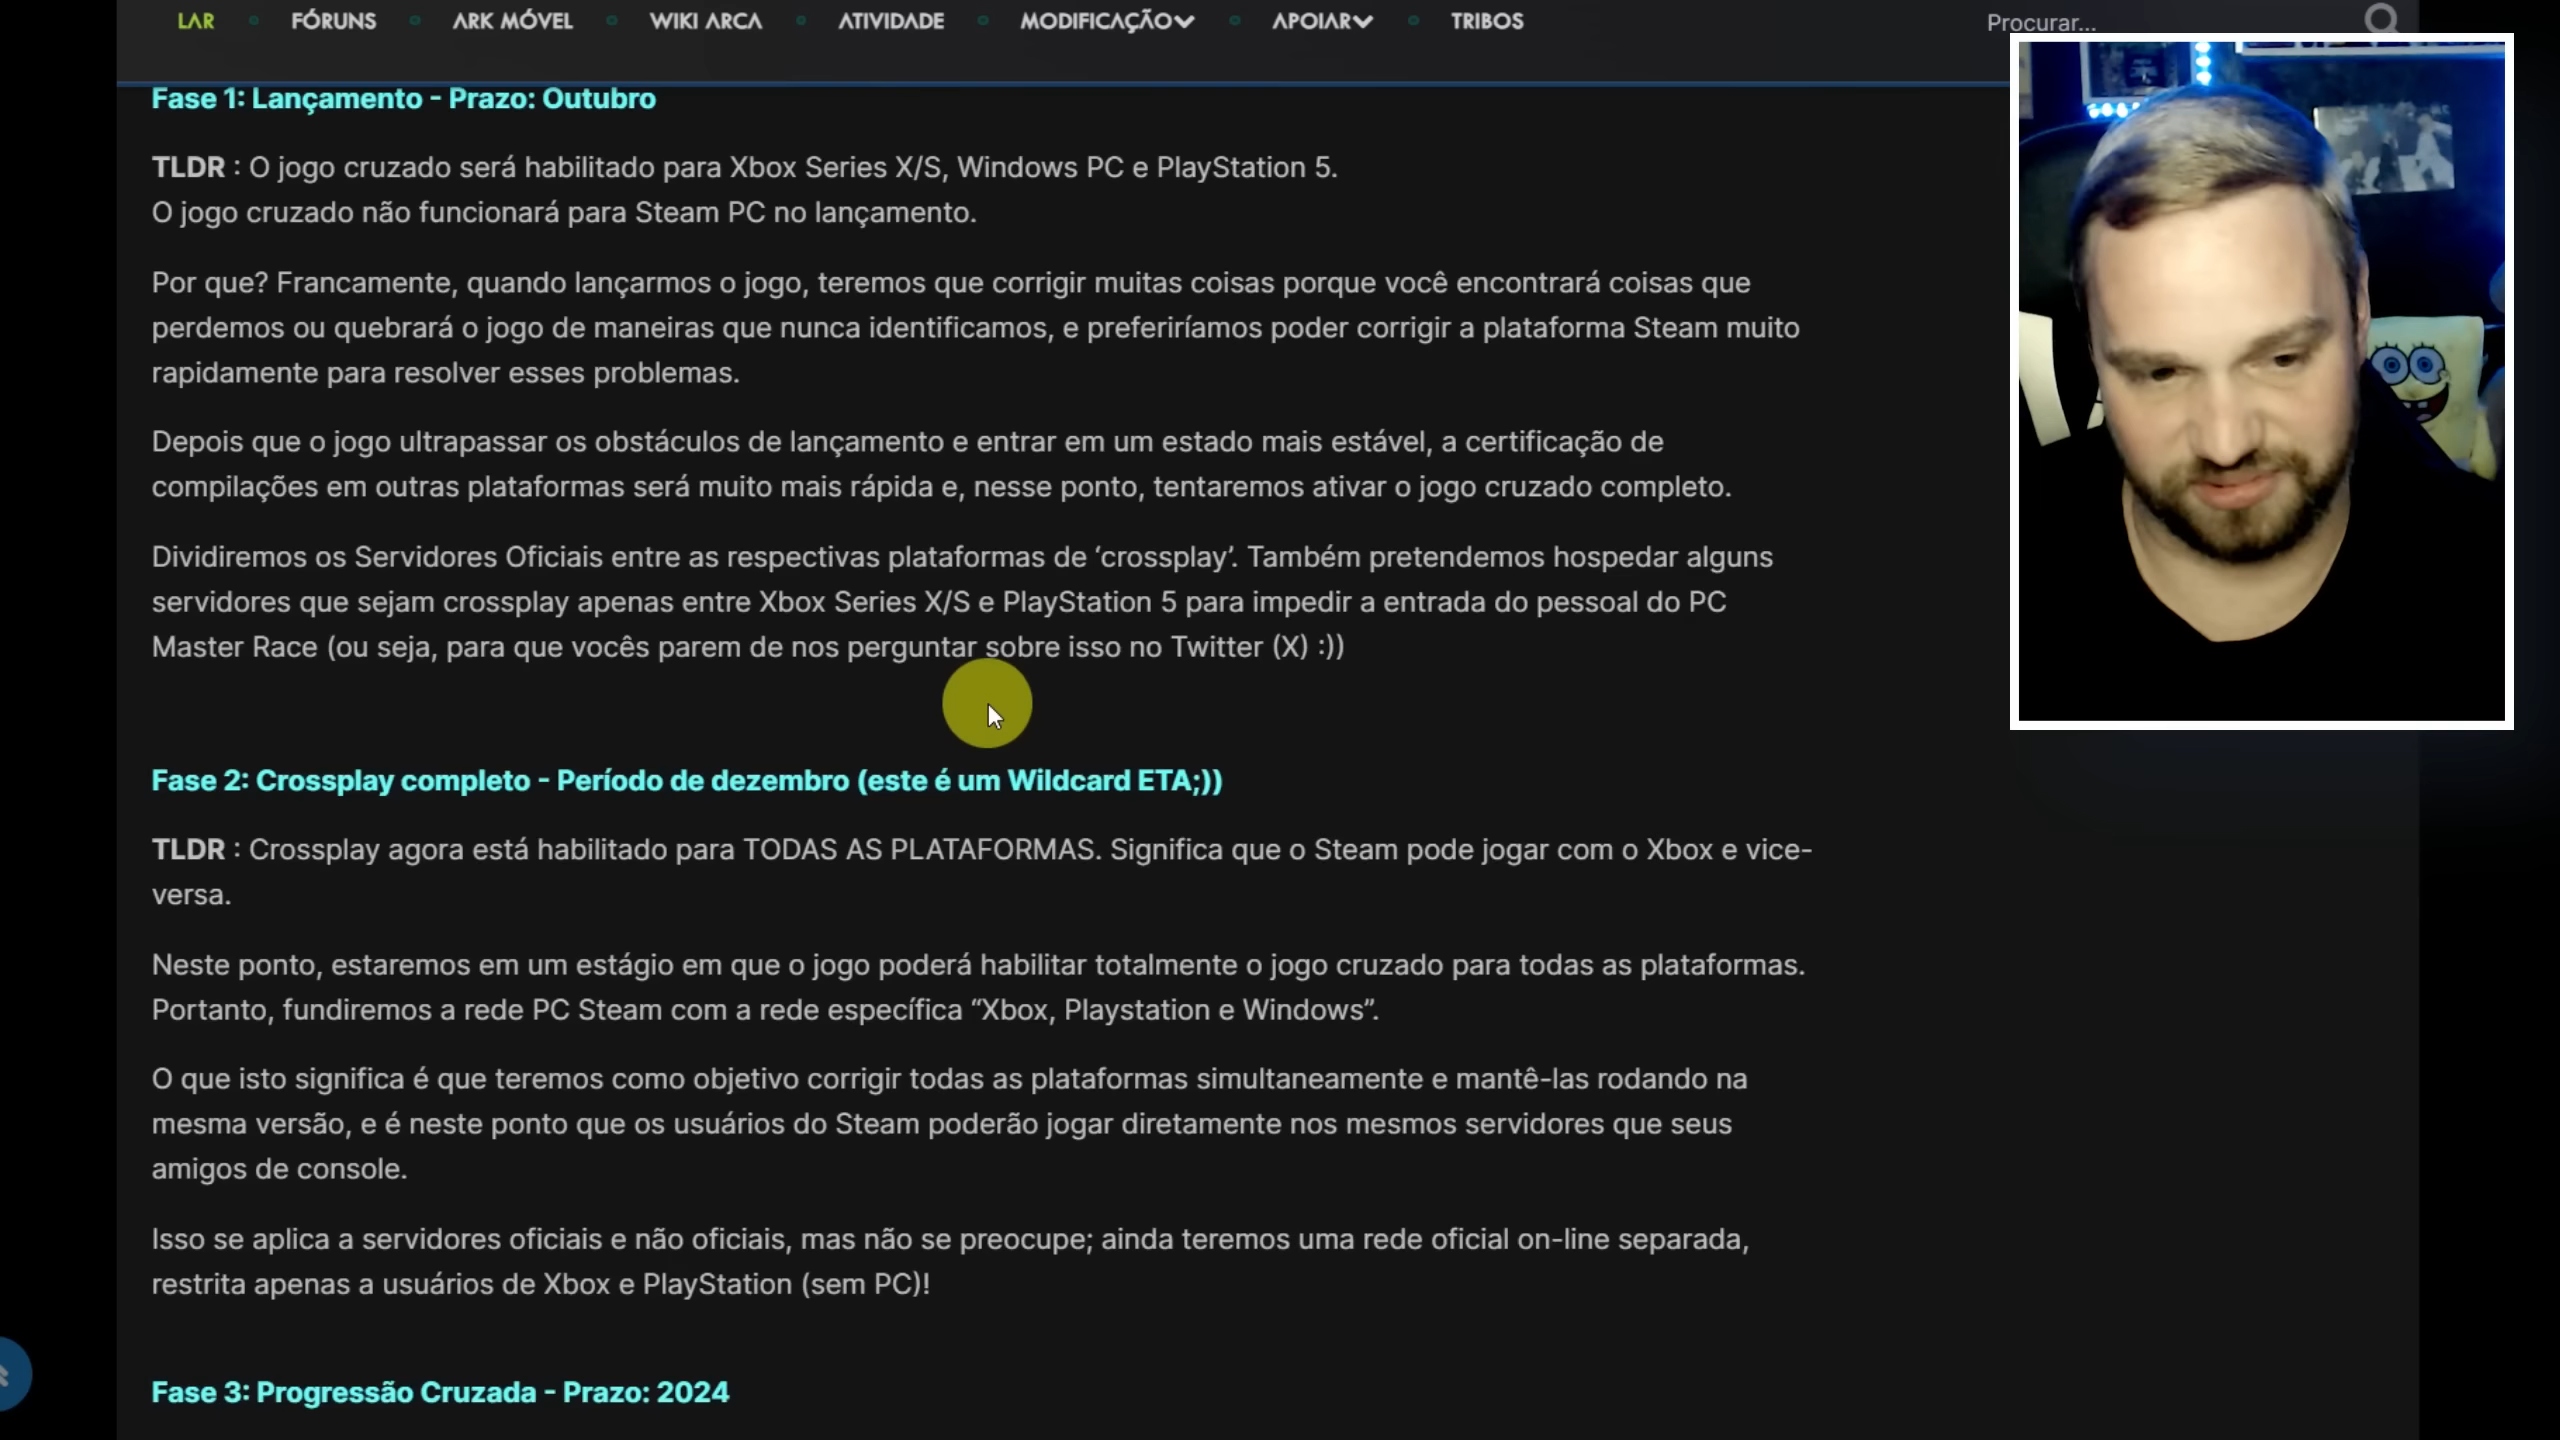 LAR FÓRUNS ARK MÓVEL WIKI ARCA ATIVIDADE MODIFICAÇÃO APOIAR TRIBOS Procurar...
Fase 1: Lançamento - Prazo: Outubro
TLDR : O jogo cruzado será habilitado para Xbox Series X/S, Windows PC e PlayStation 5.
O jogo cruzado não funcionará para Steam PC no lançamento.
Por que? Francamente, quando lançarmos o jogo, teremos que corrigir muitas coisas porque você encontrará coisas que
perdemos ou quebrará o jogo de maneiras que nunca identificamos, e preferiríamos poder corrigir a plataforma Steam muito
rapidamente para resolver esses problemas.
Depois que o jogo ultrapassar os obstáculos de lançamento e entrar em um estado mais estável, a certificação de
compilações em outras plataformas será muito mais rápida e, nesse ponto, tentaremos ativar o jogo cruzado completo.
Dividiremos os Servidores Oficiais entre as respectivas plataformas de ‘crossplay’. Também pretendemos hospedar alguns
servidores que sejam crossplay apenas entre Xbox Series X/S e PlayStation 5 para impedir a entrada do pessoal do PC
Master Race (ou seja, para que vocês parem de nos perguntar sobre isso no Twitter (X) :))
Fase 2: Crossplay completo - Período de dezembro (este é um Wildcard ETA;))
TLDR : Crossplay agora está habilitado para TODAS AS PLATAFORMAS. Significa que o Steam pode jogar com o Xbox e vice-
versa.
Neste ponto, estaremos em um estágio em que o jogo poderá habilitar totalmente o jogo cruzado para todas as plataformas.
Portanto, fundiremos a rede PC Steam com a rede específica “Xbox, Playstation e Windows”.
O que isto significa é que teremos como objetivo corrigir todas as plataformas simultaneamente e mantê-las rodando na
mesma versão, e é neste ponto que os usuários do Steam poderão jogar diretamente nos mesmos servidores que seus
amigos de console.
Isso se aplica a servidores oficiais e não oficiais, mas não se preocupe; ainda teremos uma rede oficial on-line separada,
restrita apenas a usuários de Xbox e PlayStation (sem PC)!
Fase 3: Progressão Cruzada - Prazo: 2024